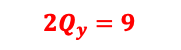 2Q_y = 9